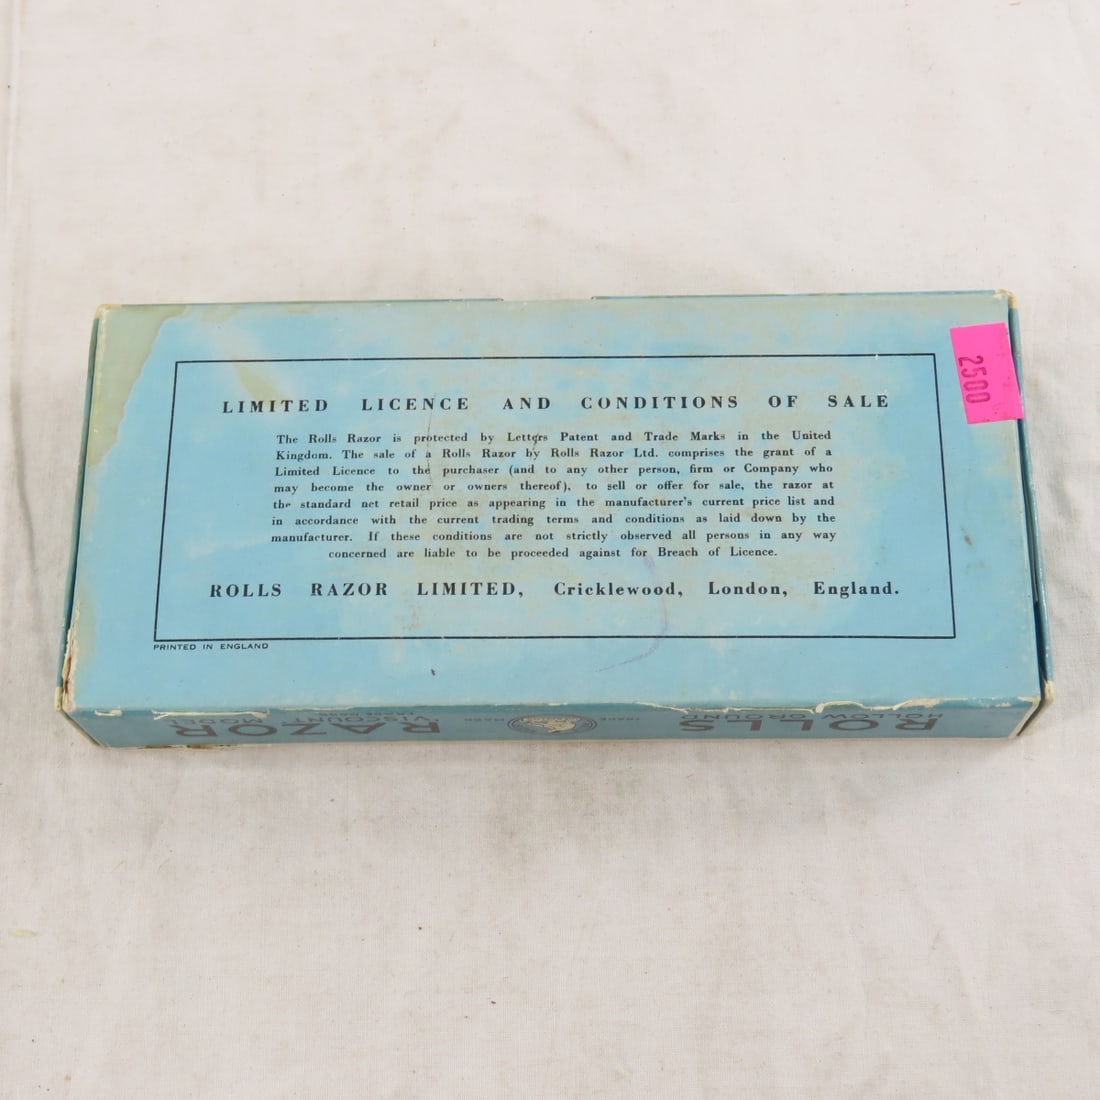 2500
LIMITED LICENCE AND CONDITIONS OF SALE
The Rolls Razor is protected by Letters Patent and Trade Marks in the United
Kingdom. The sale of a Rolls Razor by Rolls Razor Ltd. comprises the grant of a
Limited Licence to the purchaser (and to any other person, firm or Company who
may become the owner or owners thereof), to sell or offer for sale, the razor at
the standard net retail price as appearing in the manufacturer's current price list and
in accordance with the current trading terms and conditions as laid down by the
manufacturer. If these conditions are not strictly observed all persons in any way
concerned are liable to be proceeded against for Breach of Licence.
ROLLS RAZOR LIMITED, Cricklewood, London, England.
PRINTED IN ENGLAND
ROLLS RAZOR
HOLLOW GROUND
TRADE MARK
"VISCOUNT" MODEL